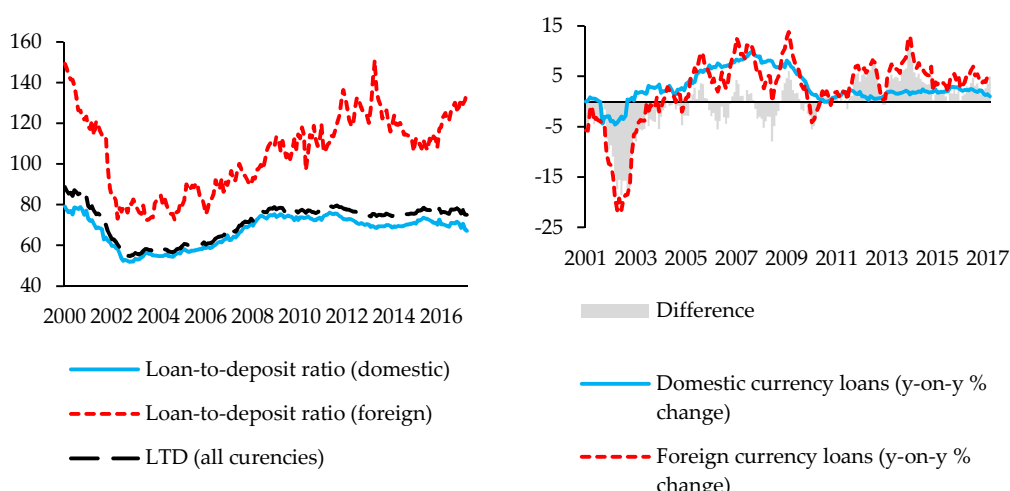 160
140
120
100
80
60
40
2000 2002 2004 2006 2008 2010 2012 2014 2016
Loan-to-deposit ratio (domestic)
Loan-to-deposit ratio (foreign)
LTD (all curencies)
15
5
-5
-15
-25
2001 2003 2005 2007 2009 2011 2013 2015 2017
Difference
Domestic currency loans (y-on-y %
change)
Foreign currency loans (y-on-y %
change)